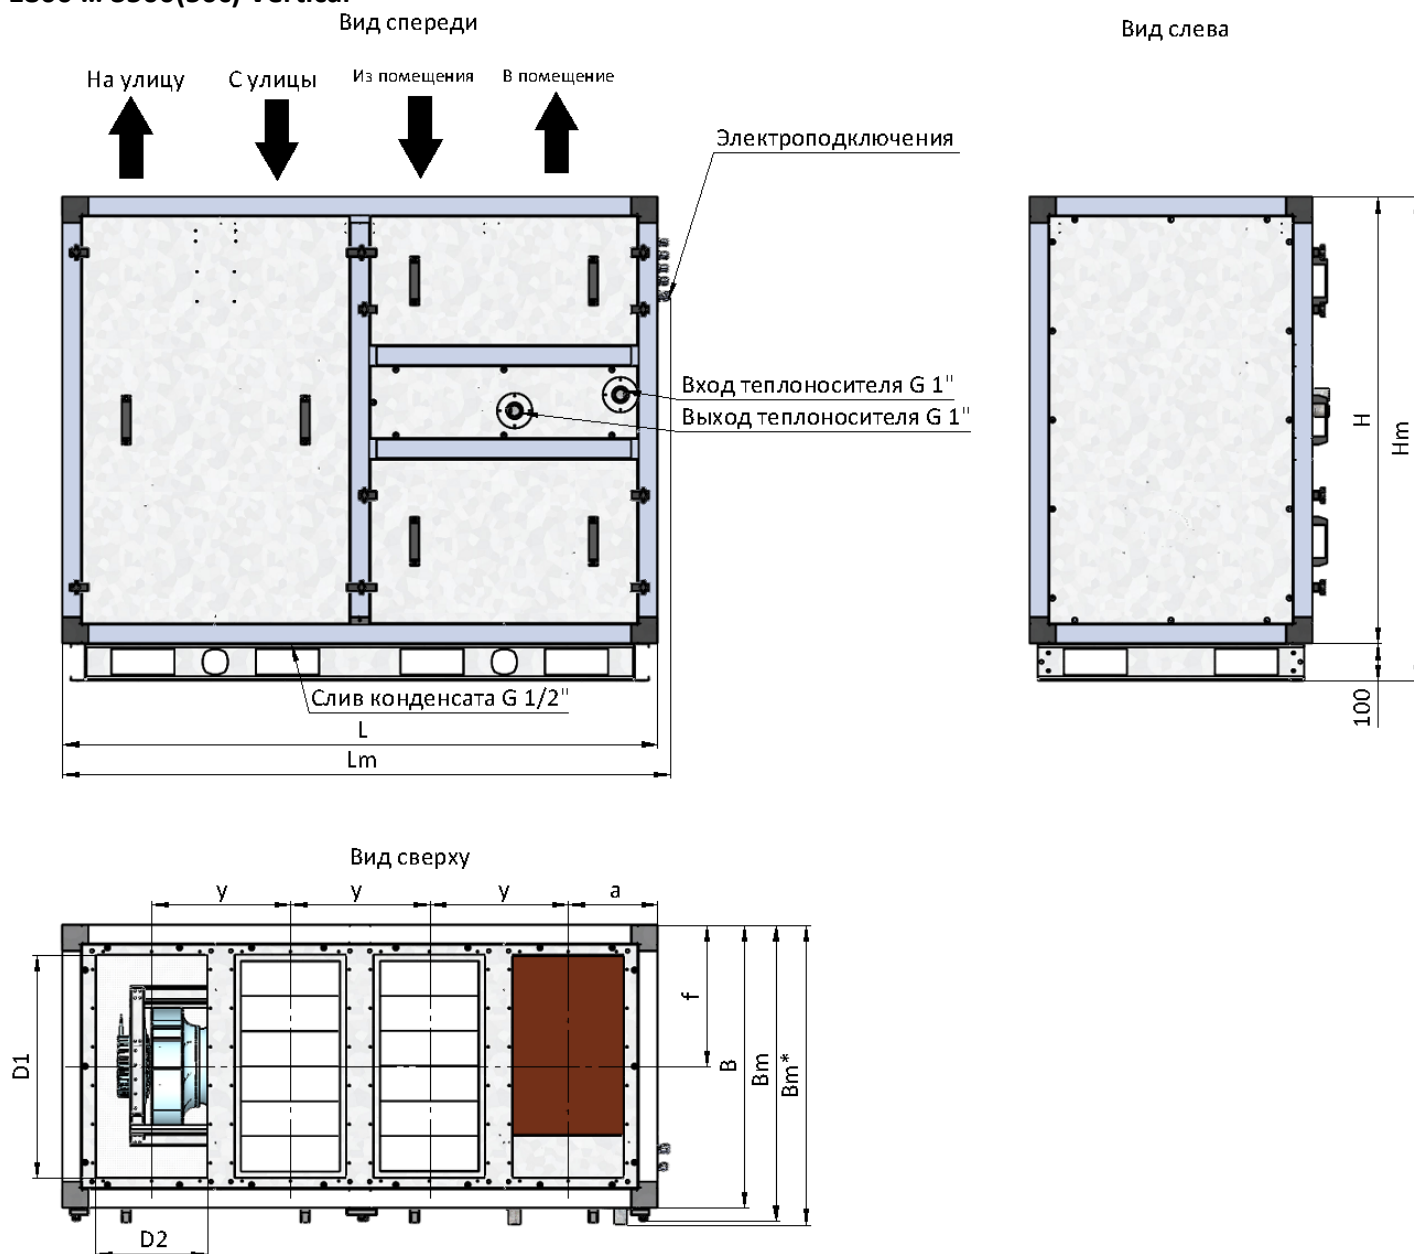 Вид спереди
Вид слева
На улицу
С улицы
Из помещения
В помещение
Электроподключения
Вход теплоносителя G 1"
Выход теплоносителя G 1"
H
Hm
100
Слив конденсата G 1/2"
L
Lm
Вид сверху
y
y
y
a
f
D1
B
Bm
Bm*
D2